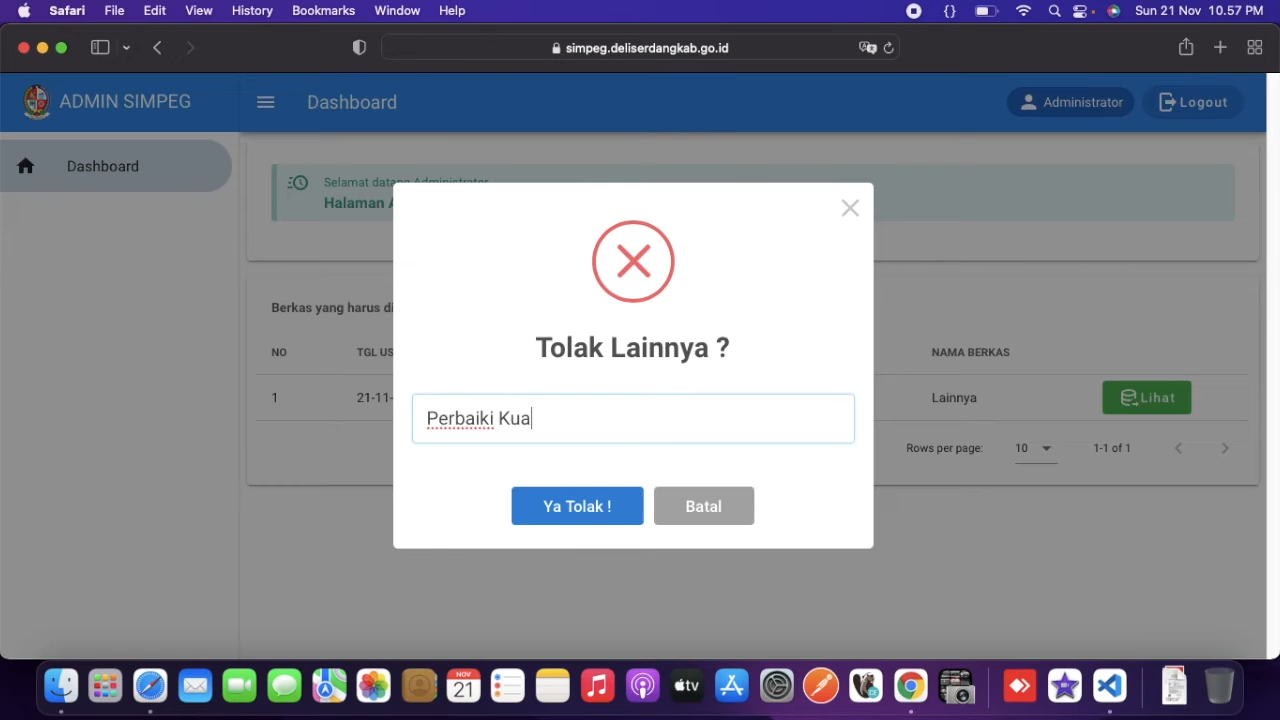 Safari File Edit View History Bookmarks Window Help {} Sun 21 Nov 10.57 PM
simpeg.deliserdangkab.go.id
ADMIN SIMPEG Dashboard Administrator Logout
Dashboard
Selamat datang Administrator
Halaman A
Tolak Lainnya ?
Berkas yang harus di
NO TGL US NAMA BERKAS
1 21-11- Lainnya Lihat
Perbaiki Kua
Rows per page: 10 1-1 of 1
Ya Tolak ! Batal
NOV
21
tv